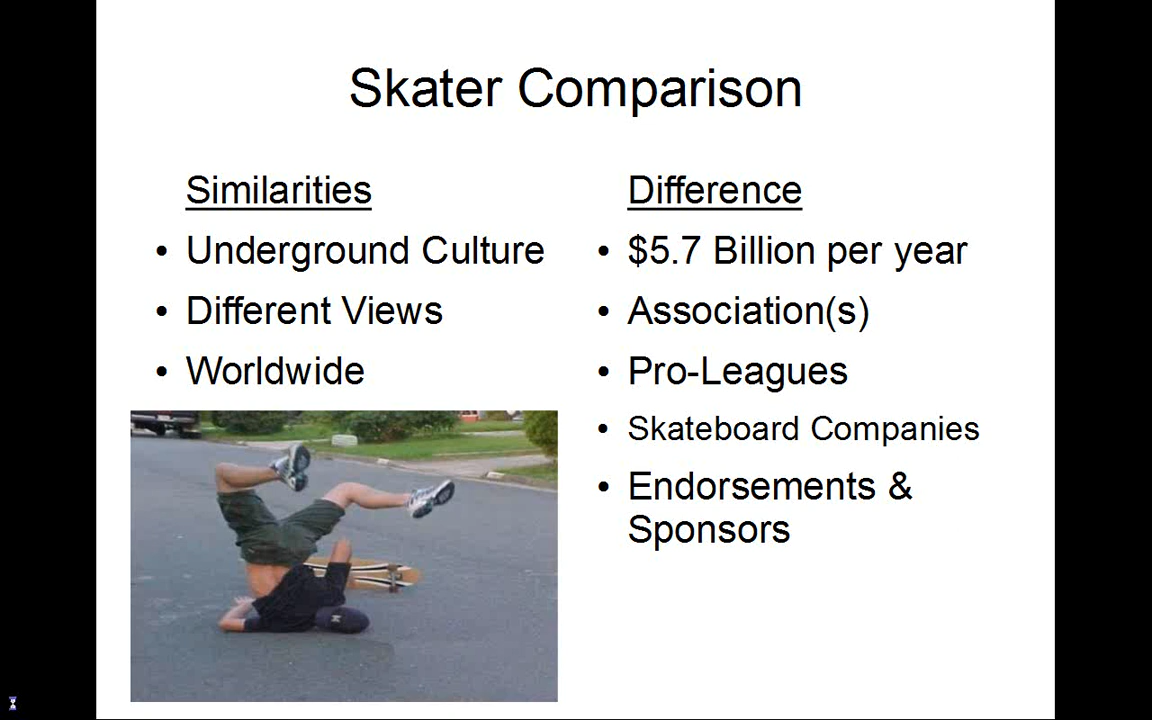 Skater Comparison
Similarities
• Underground Culture
• Different Views
• Worldwide
Difference
• $5.7 Billion per year
• Association(s)
• Pro-Leagues
• Skateboard Companies
• Endorsements &
Sponsors